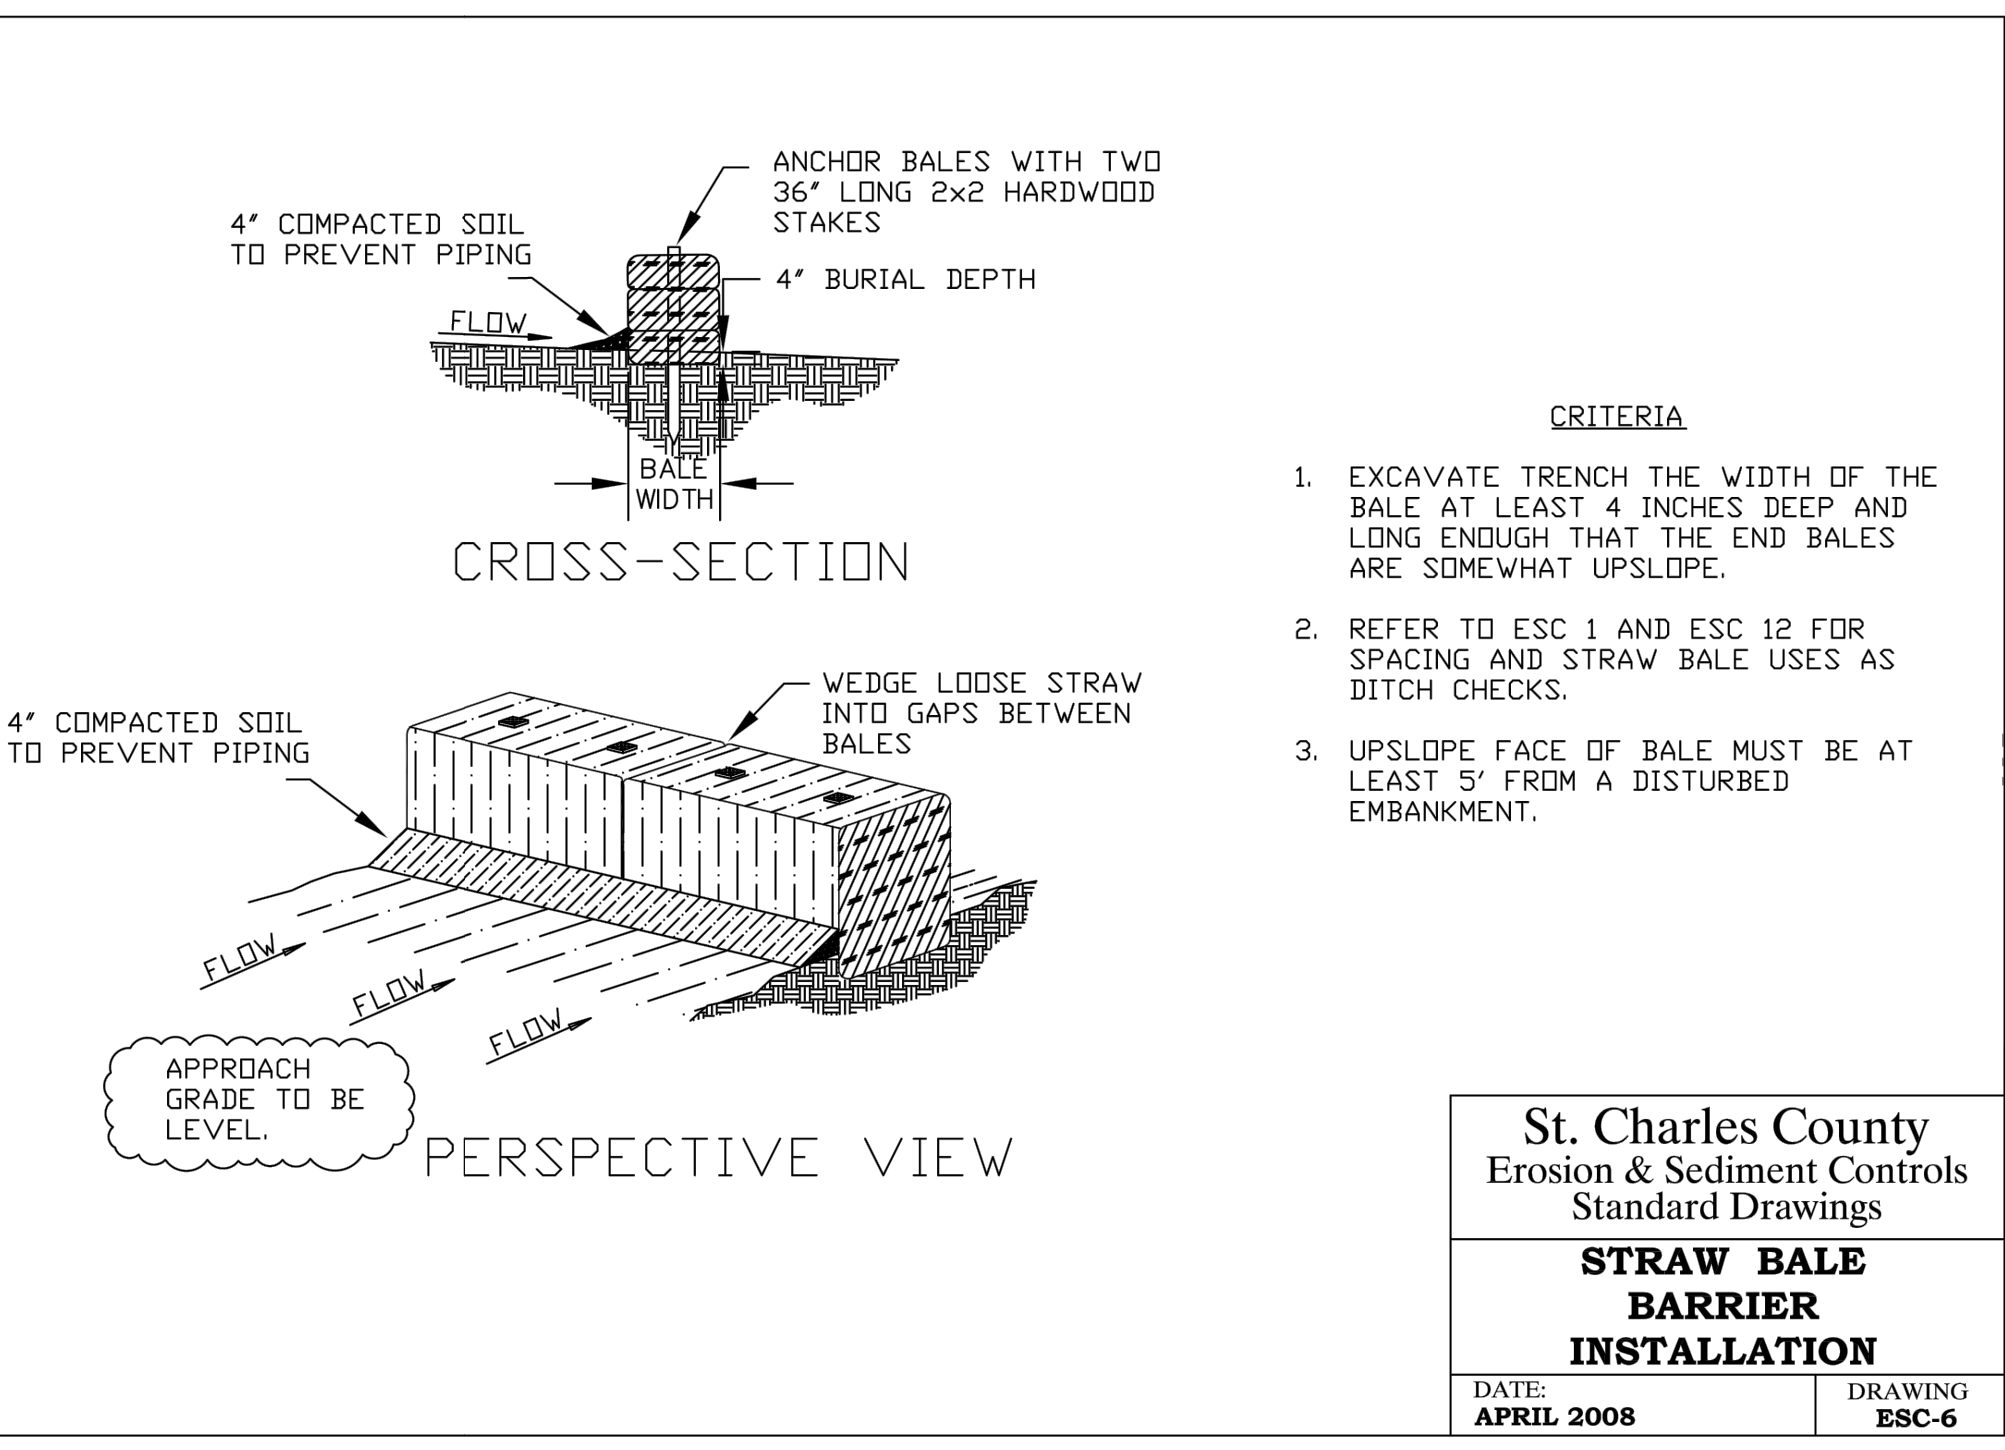 ANCHOR BALES WITH TWO
36" LONG 2x2 HARDWOOD
STAKES
4" COMPACTED SOIL
TO PREVENT PIPING
4" BURIAL DEPTH
FLOW
BALE
WIDTH
CROSS-SECTION
WEDGE LOOSE STRAW
INTO GAPS BETWEEN
BALES
4" COMPACTED SOIL
TO PREVENT PIPING
FLOW
FLOW
FLOW
APPROACH
GRADE TO BE
LEVEL.
PERSPECTIVE VIEW
CRITERIA
1. EXCAVATE TRENCH THE WIDTH OF THE
BALE AT LEAST 4 INCHES DEEP AND
LONG ENOUGH THAT THE END BALES
ARE SOMEWHAT UPSLOPE.
2. REFER TO ESC 1 AND ESC 12 FOR
SPACING AND STRAW BALE USES AS
DITCH CHECKS.
3. UPSLOPE FACE OF BALE MUST BE AT
LEAST 5' FROM A DISTURBED
EMBANKMENT.
St. Charles County
Erosion & Sediment Controls
Standard Drawings
STRAW BALE
BARRIER
INSTALLATION
DATE:
APRIL 2008
DRAWING
ESC-6